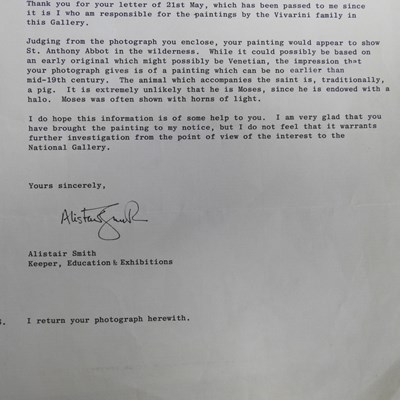 Thank you for your letter of 21st May, which has been passed to me since
it is I who am responsible for the paintings by the Vivarini family in
this Gallery.
Judging from the photograph you enclose, your painting would appear to show
St. Anthony Abbot in the wilderness. While it could possibly be based on
an early original which might possibly be Venetian, the impression that
your photograph gives is of a painting which can be no earlier than
mid-19th century. The animal which accompanies the saint is, traditionally,
a pig. It is extremely unlikely that he is Moses, since he is endowed with a
halo. Moses was often shown with horns of light.
I do hope this information is of some help to you. I am very glad that you
have brought the painting to my notice, but I do not feel that it warrants
further investigation from the point of view of the interest to the
National Gallery.
Yours sincerely,
Alistair Smith
Alistair Smith
Keeper, Education & Exhibitions
S. I return your photograph herewith.